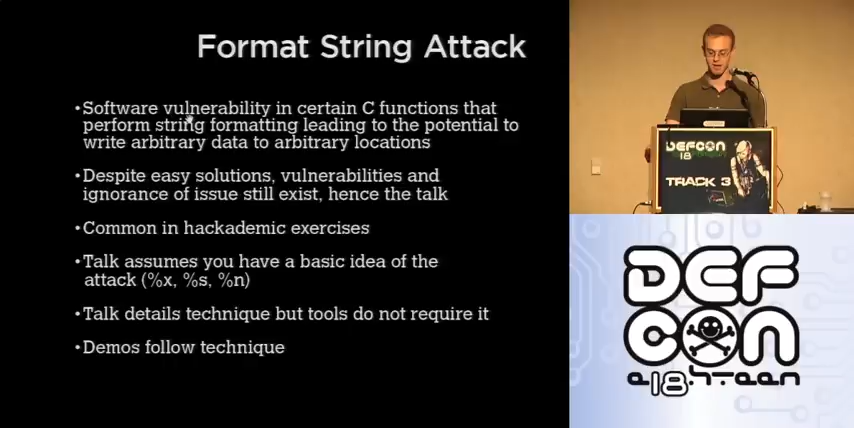 Format String Attack
•Software vulnerability in certain C functions that
perform string formatting leading to the potential to
write arbitrary data to arbitrary locations
•Despite easy solutions, vulnerabilities and
ignorance of issue still exist, hence the talk
•Common in hackademic exercises
•Talk assumes you have a basic idea of the
attack (%x, %s, %n)
•Talk details technique but tools do not require it
•Demos follow technique
DEFCON
18
TRACK 3
DEF
CON
e18hteen